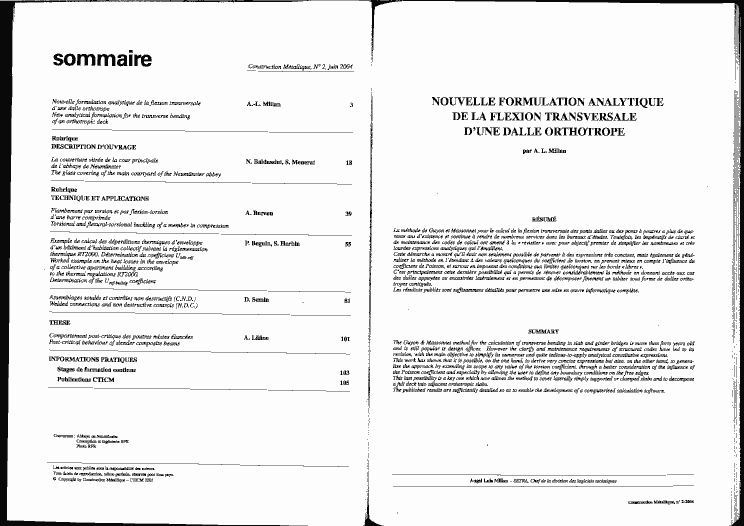 sommaire
Construction Métallique, N° 2, Juin 2004
Nouvelle formulation analytique de la flexion transversale
d'une dalle orthotrope
New analytical formulation for the transverse bending
of an orthotropic deck
A.-L. Millan 3
Rubrique
DESCRIPTION D'OUVRAGE
La couverture vitrée de la cour principale
de l'abbaye de Neumünster
The glass covering of the main courtyard of the Neumünster abbey
N. Baldassini, S. Monerat 18
Rubrique
TECHNIQUE ET APPLICATIONS
Flambement par torsion et par flexion-torsion
d'une barre comprimée
Torsional and flexural-torsional buckling of a member in compression
A. Bureau 39
Exemple de calcul des déperditions thermiques d'enveloppe
d'un bâtiment d'habitation collectif suivant la réglementation
thermique RT2000. Détermination du coefficient
Worked example on the heat losses in the envelope
of a collective apartment building according
to the thermal regulations RT2000.
Determination of the coefficient
P. Beguin, 55
Assemblages soudés et contrôles non destructifs (C.N.D.)
Welded connections and non destructive controls (N.D.C.)
D. Semin 81
THESE
Comportement post-critique des poutres mixtes élancées
Post-critical behaviour of slender composite beams
A. 101
INFORMATIONS PRATIQUES
Stages de formation continue 103
Publications CTICM 105
Couverture : Abbaye de Neumünster
Conception et ingénierie RFR
Photo RFR
Les articles sont publiés sous la responsabilité des auteurs.
Tous droits de reproduction, même partielle, réservés pour tous pays.
© Copyright by Construction Métallique – CTICM
NOUVELLE FORMULATION ANALYTIQUE
DE LA FLEXION TRANSVERSALE
D'UNE DALLE ORTHOTROPE
par A. L. Millan
RÉSUMÉ
La méthode de Guyon et Massonnet pour le calcul de la flexion transversale des ponts dalles ou des ponts à poutres a plus de qua-
rante ans d'existence et continue à rendre de nombreux services dans les bureaux d'études. Toutefois, les impératifs de clarté et
de maintenance des codes de calcul ont amené à la « revisiter » avec pour objectif premier de simplifier les nombreuses et très
lourdes expressions analytiques qui l'émaillent.
Cette démarche a montré qu'il était non seulement possible de parvenir à des expressions très concises, mais également de géné-
raliser la méthode en l'étendant à des valeurs quelconques du coefficient de torsion, en prenant mieux en compte l'influence du
coefficient de Poisson, et surtout en imposant des conditions aux limites quelconques sur les bords « libres ».
C'est principalement cette dernière possibilité qui a permis de rénover considérablement la méthode en donnant accès aux cas
des dalles appuyées ou encastrées latéralement et en permettant de décomposer finement un tablier sous forme de dalles ortho-
tropes contiguës.
Les résultats publiés sont suffisamment détaillés pour permettre une mise en œuvre informatique complète.
SUMMARY
The Guyon & Massonnet method for the calculation of transverse bending in slab and girder bridges is more than forty years old
and is still popular in design offices. However the clarity and maintenance requirements of structural codes have led to its
revision, with the main objective to simplify its numerous and quite tedious-to-apply analytical constitutive expressions.
This work has shown that it is possible, on the one hand, to derive very concise expressions but also, on the other hand, to genera-
lize the approach by extending its scope to any value of the torsion coefficient, through a better consideration of the influence of
the Poisson coefficient and especially by allowing the user to define any boundary conditions on the free edges.
This last possibility is a key one which now allows the method to cover laterally simply supported or clamped slabs and to decompose
a full deck into adjacent orthotropic slabs.
The published results are sufficiently detailed so as to enable the development of a computerised calculation software.
Angel Luis Millan – SETRA, Chef de la division des logiciels techniques
Construction Métallique, n° 2-2004